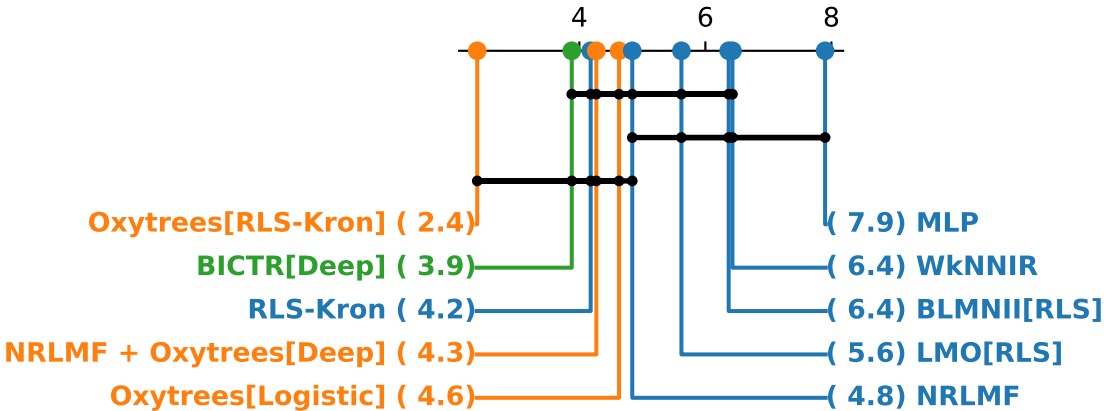 4 6 8
Oxytrees[RLS-Kron] ( 2.4) ( 7.9) MLP
BICTR[Deep] ( 3.9) ( 6.4) WkNNIR
RLS-Kron ( 4.2) ( 6.4) BLMNII[RLS]
NRLMF + Oxytrees[Deep] ( 4.3) ( 5.6) LMO[RLS]
Oxytrees[Logistic] ( 4.6) ( 4.8) NRLMF